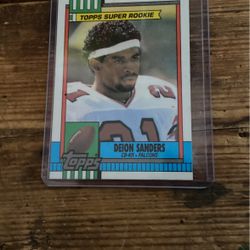 TOPPS SUPER ROOKIE
21
Topps
DEION SANDERS
CB-KR • FALCONS